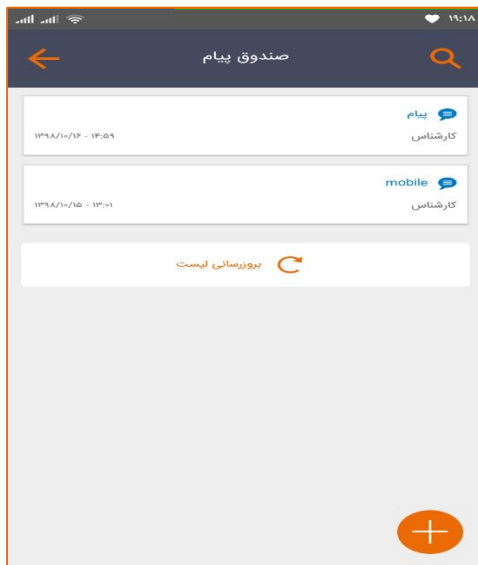 ۱۹:۱۸
صندوق پیام
پیام
کارشناس
۱۳۹۸/۱۰/۱۶ - ۱۴:۵۹
mobile
کارشناس
۱۳۹۸/۱۰/۱۵ - ۱۳:۰۱
بروزرسانی لیست